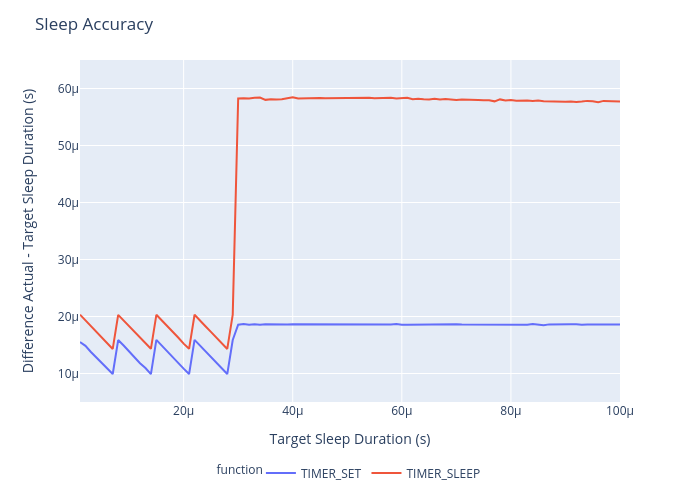 Sleep Accuracy
Difference Actual - Target Sleep Duration (s)
60μ
50μ
40μ
30μ
20μ
10μ
20μ 40μ 60μ 80μ 100μ
Target Sleep Duration (s)
function TIMER_SET TIMER_SLEEP